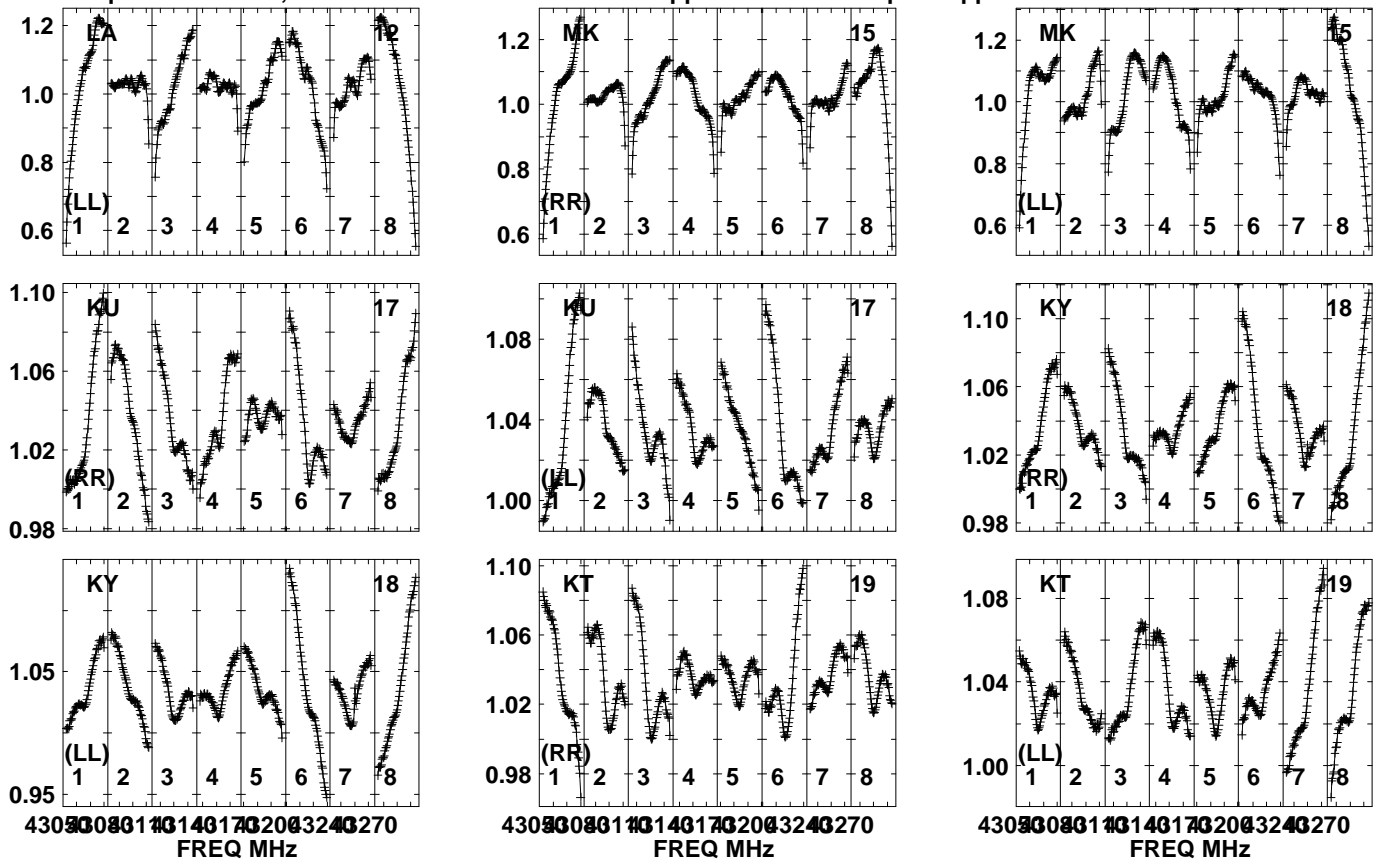 LA 12
1.2
1.0
0.8
0.6
(LL)
1 2 3 4 5 6 7 8
MK 15
1.2
1.0
0.8
0.6
(RR)
1 2 3 4 5 6 7 8
MK 15
1.2
1.0
0.8
0.6
(LL)
1 2 3 4 5 6 7 8
KU 17
1.10
1.06
1.02
0.98
(RR)
1 2 3 4 5 6 7 8
KU 17
1.08
1.04
1.00
(LL)
1 2 3 4 5 6 7 8
KY 18
1.10
1.06
1.02
0.98
(RR)
1 2 3 4 5 6 7 8
KY 18
1.05
0.95
(LL)
1 2 3 4 5 6 7 8
FREQ MHz
KT 19
1.10
1.06
1.02
0.98
(RR)
1 2 3 4 5 6 7 8
FREQ MHz
KT 19
1.08
1.04
1.00
(LL)
1 2 3 4 5 6 7 8
FREQ MHz